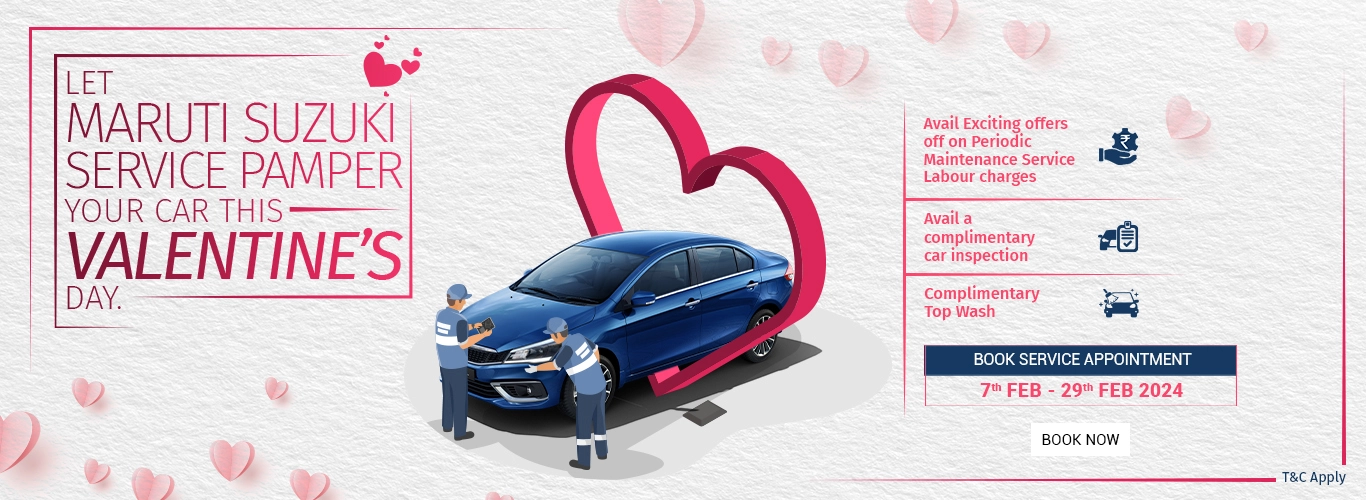 LET
MARUTI SUZUKI
SERVICE PAMPER
YOUR CAR THIS
VALENTINE'S
DAY.
Avail Exciting offers
off on Periodic
Maintenance Service
Labour charges
Avail a
complimentary
car inspection
Complimentary
Top Wash
BOOK SERVICE APPOINTMENT
7th FEB - 29th FEB 2024
BOOK NOW
T&C Apply